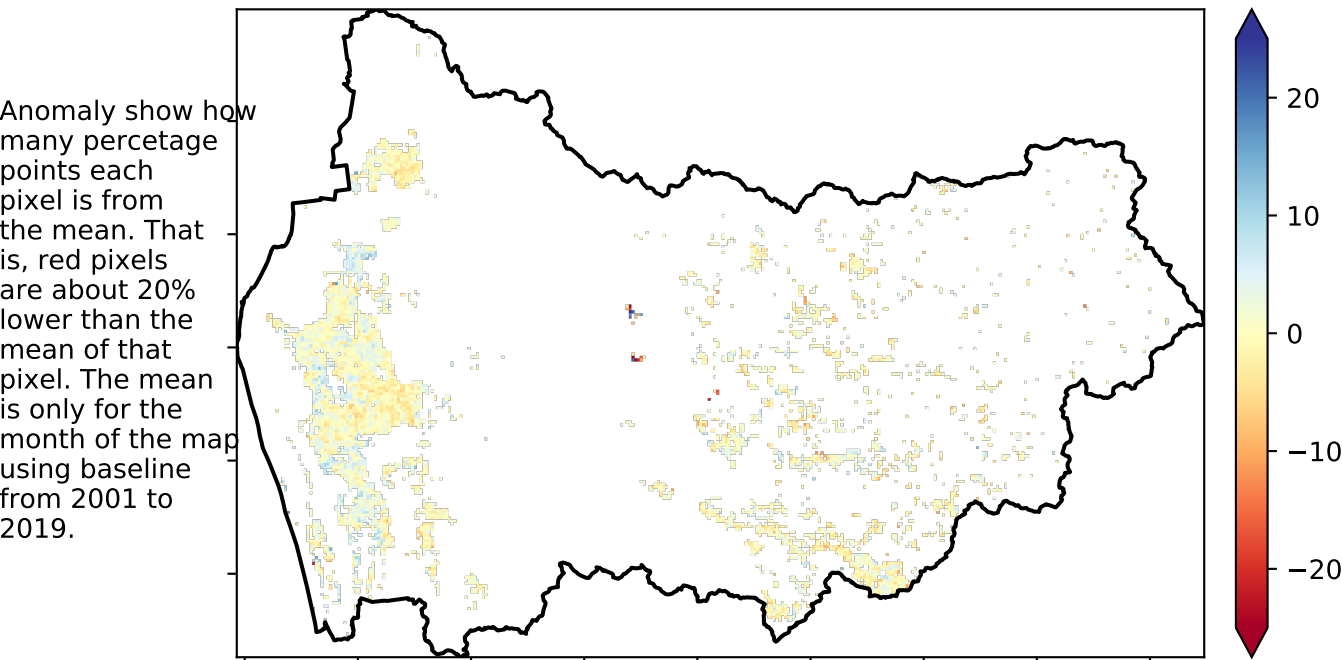 Anomaly show how
many percetage
points each
pixel is from
the mean. That
is, red pixels
are about 20%
lower than the
mean of that
pixel. The mean
is only for the
month of the map
using baseline
from 2001 to
2019.
20
10
0
−10
−20